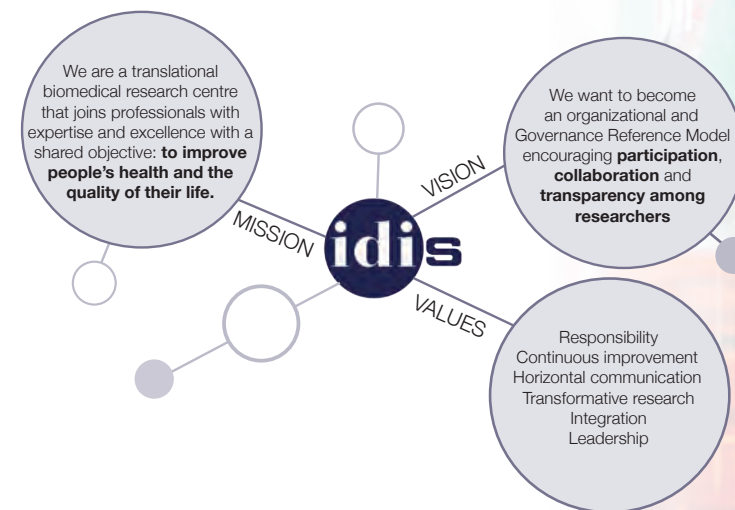 We are a translational
biomedical research centre
that joins professionals with
expertise and excellence with a
shared objective: to improve
people's health and the
quality of their life.
MISSION
idis
VISION
We want to become
an organizational and
Governance Reference Model
encouraging participation,
collaboration and
transparency among
researchers
VALUES
Responsibility
Continuous improvement
Horizontal communication
Transformative research
Integration
Leadership